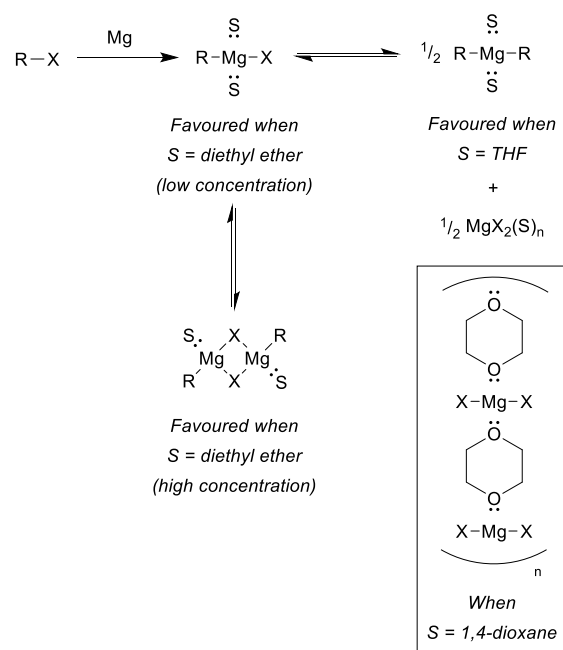 Mg
R–X
S
R–Mg–X
S
Favoured when
S = diethyl ether
(low concentration)
S
1/2 R–Mg–R
S
Favoured when
S = THF
+
1/2 MgX2(S)n
S X R
Mg Mg
R X S
Favoured when
S = diethyl ether
(high concentration)
O
O
X–Mg–X
O
O
X–Mg–X
n
When
S = 1,4-dioxane